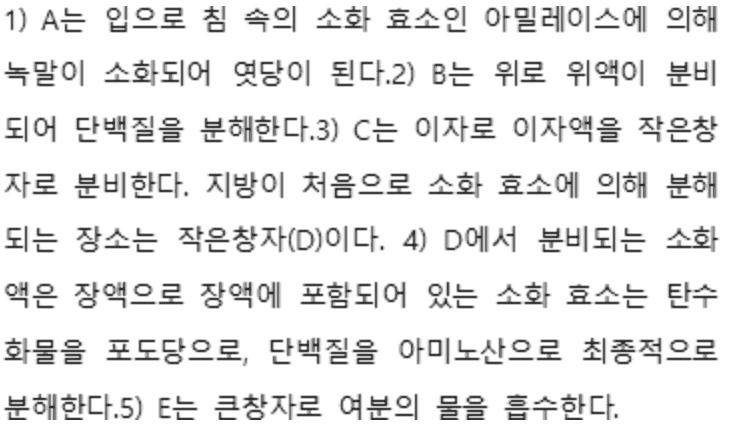 1) A는 입으로 침 속의 소화 효소인 아밀레이스에 의해
녹말이 소화되어 엿당이 된다.2) B는 위로 위액이 분비
되어 단백질을 분해한다.3) C는 이자로 이자액을 작은창
자로 분비한다. 지방이 처음으로 소화 효소에 의해 분해
되는 장소는 작은창자(D)이다. 4) D에서 분비되는 소화
액은 장액으로 장액에 포함되어 있는 소화 효소는 탄수
화물을 포도당으로, 단백질을 아미노산으로 최종적으로
분해한다.5) E는 큰창자로 여분의 물을 흡수한다.